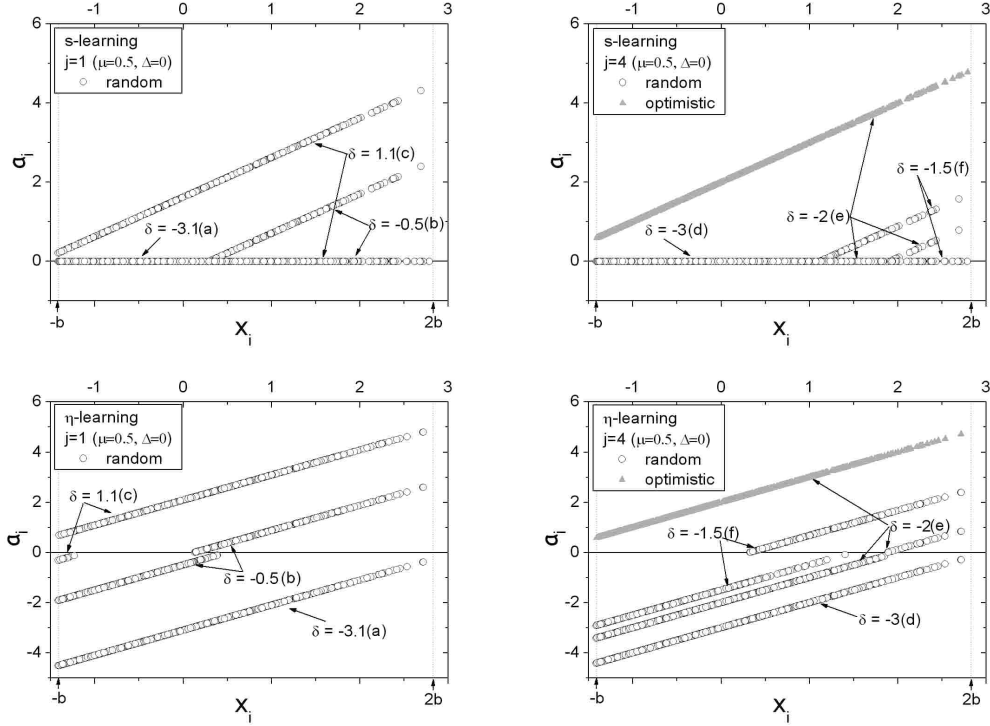 -1 0 1 2 3
6
4
2
0
a_i
s-learning
j=1 (μ=0.5, Δ=0)
random
δ = 1.1(c)
δ = -3.1(a)
δ = -0.5(b)
-b
x_i
2b
-1 0 1 2 3
6
4
2
0
a_i
s-learning
j=4 (μ=0.5, Δ=0)
random
optimistic
δ = -1.5(f)
δ = -2(e)
δ = -3(d)
-b
x_i
2b
-1 0 1 2 3
6
4
2
0
-2
-4
a_i
η-learning
j=1 (μ=0.5, Δ=0)
random
δ = 1.1(c)
δ = -0.5(b)
δ = -3.1(a)
-b
x_i
2b
-1 0 1 2 3
6
4
2
0
-2
-4
a_i
η-learning
j=4 (μ=0.5, Δ=0)
random
optimistic
δ = -1.5(f)
δ = -2(e)
δ = -3(d)
-b
x_i
2b